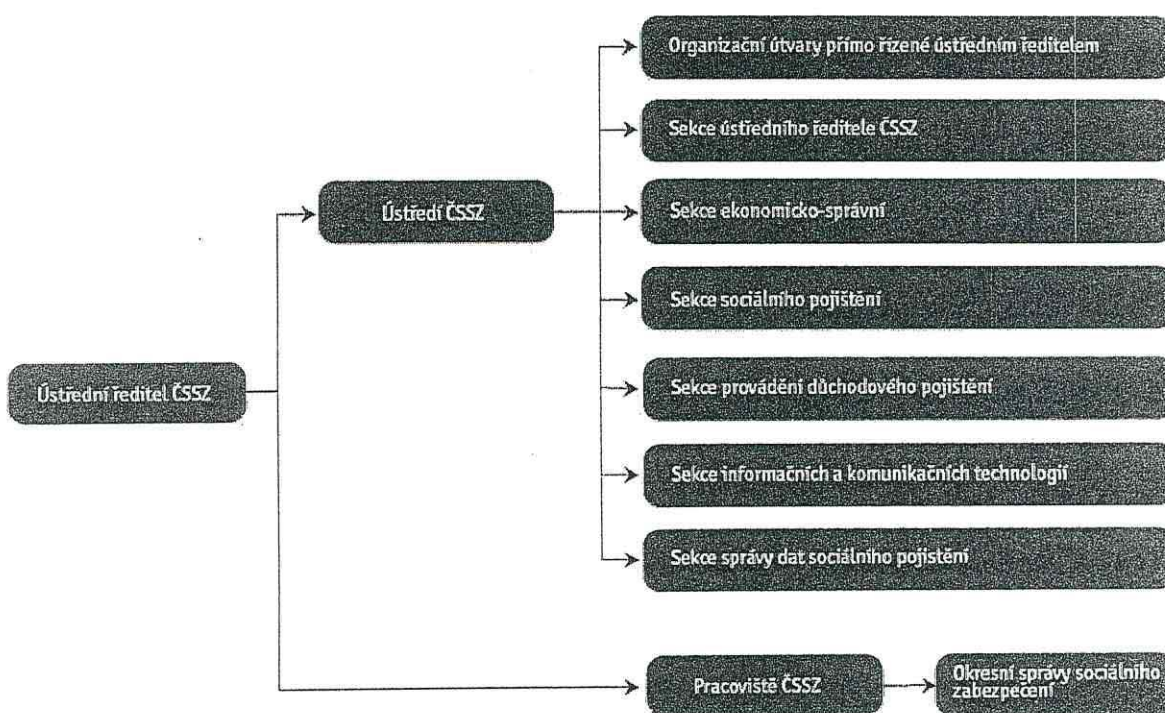 Organizační útvary přímo řízené ústředním ředitelem
Sekce ústředního ředitele ČSSZ
Sekce ekonomicko-správní
Ústředí ČSSZ
Sekce sociálního pojištění
Sekce provádění důchodového pojištění
Ústřední ředitel ČSSZ
Sekce informačních a komunikačních technologií
Sekce správy dat sociálního pojistění
Pracoviště ČSSZ
Okresní správy sociálního
zabezpečení